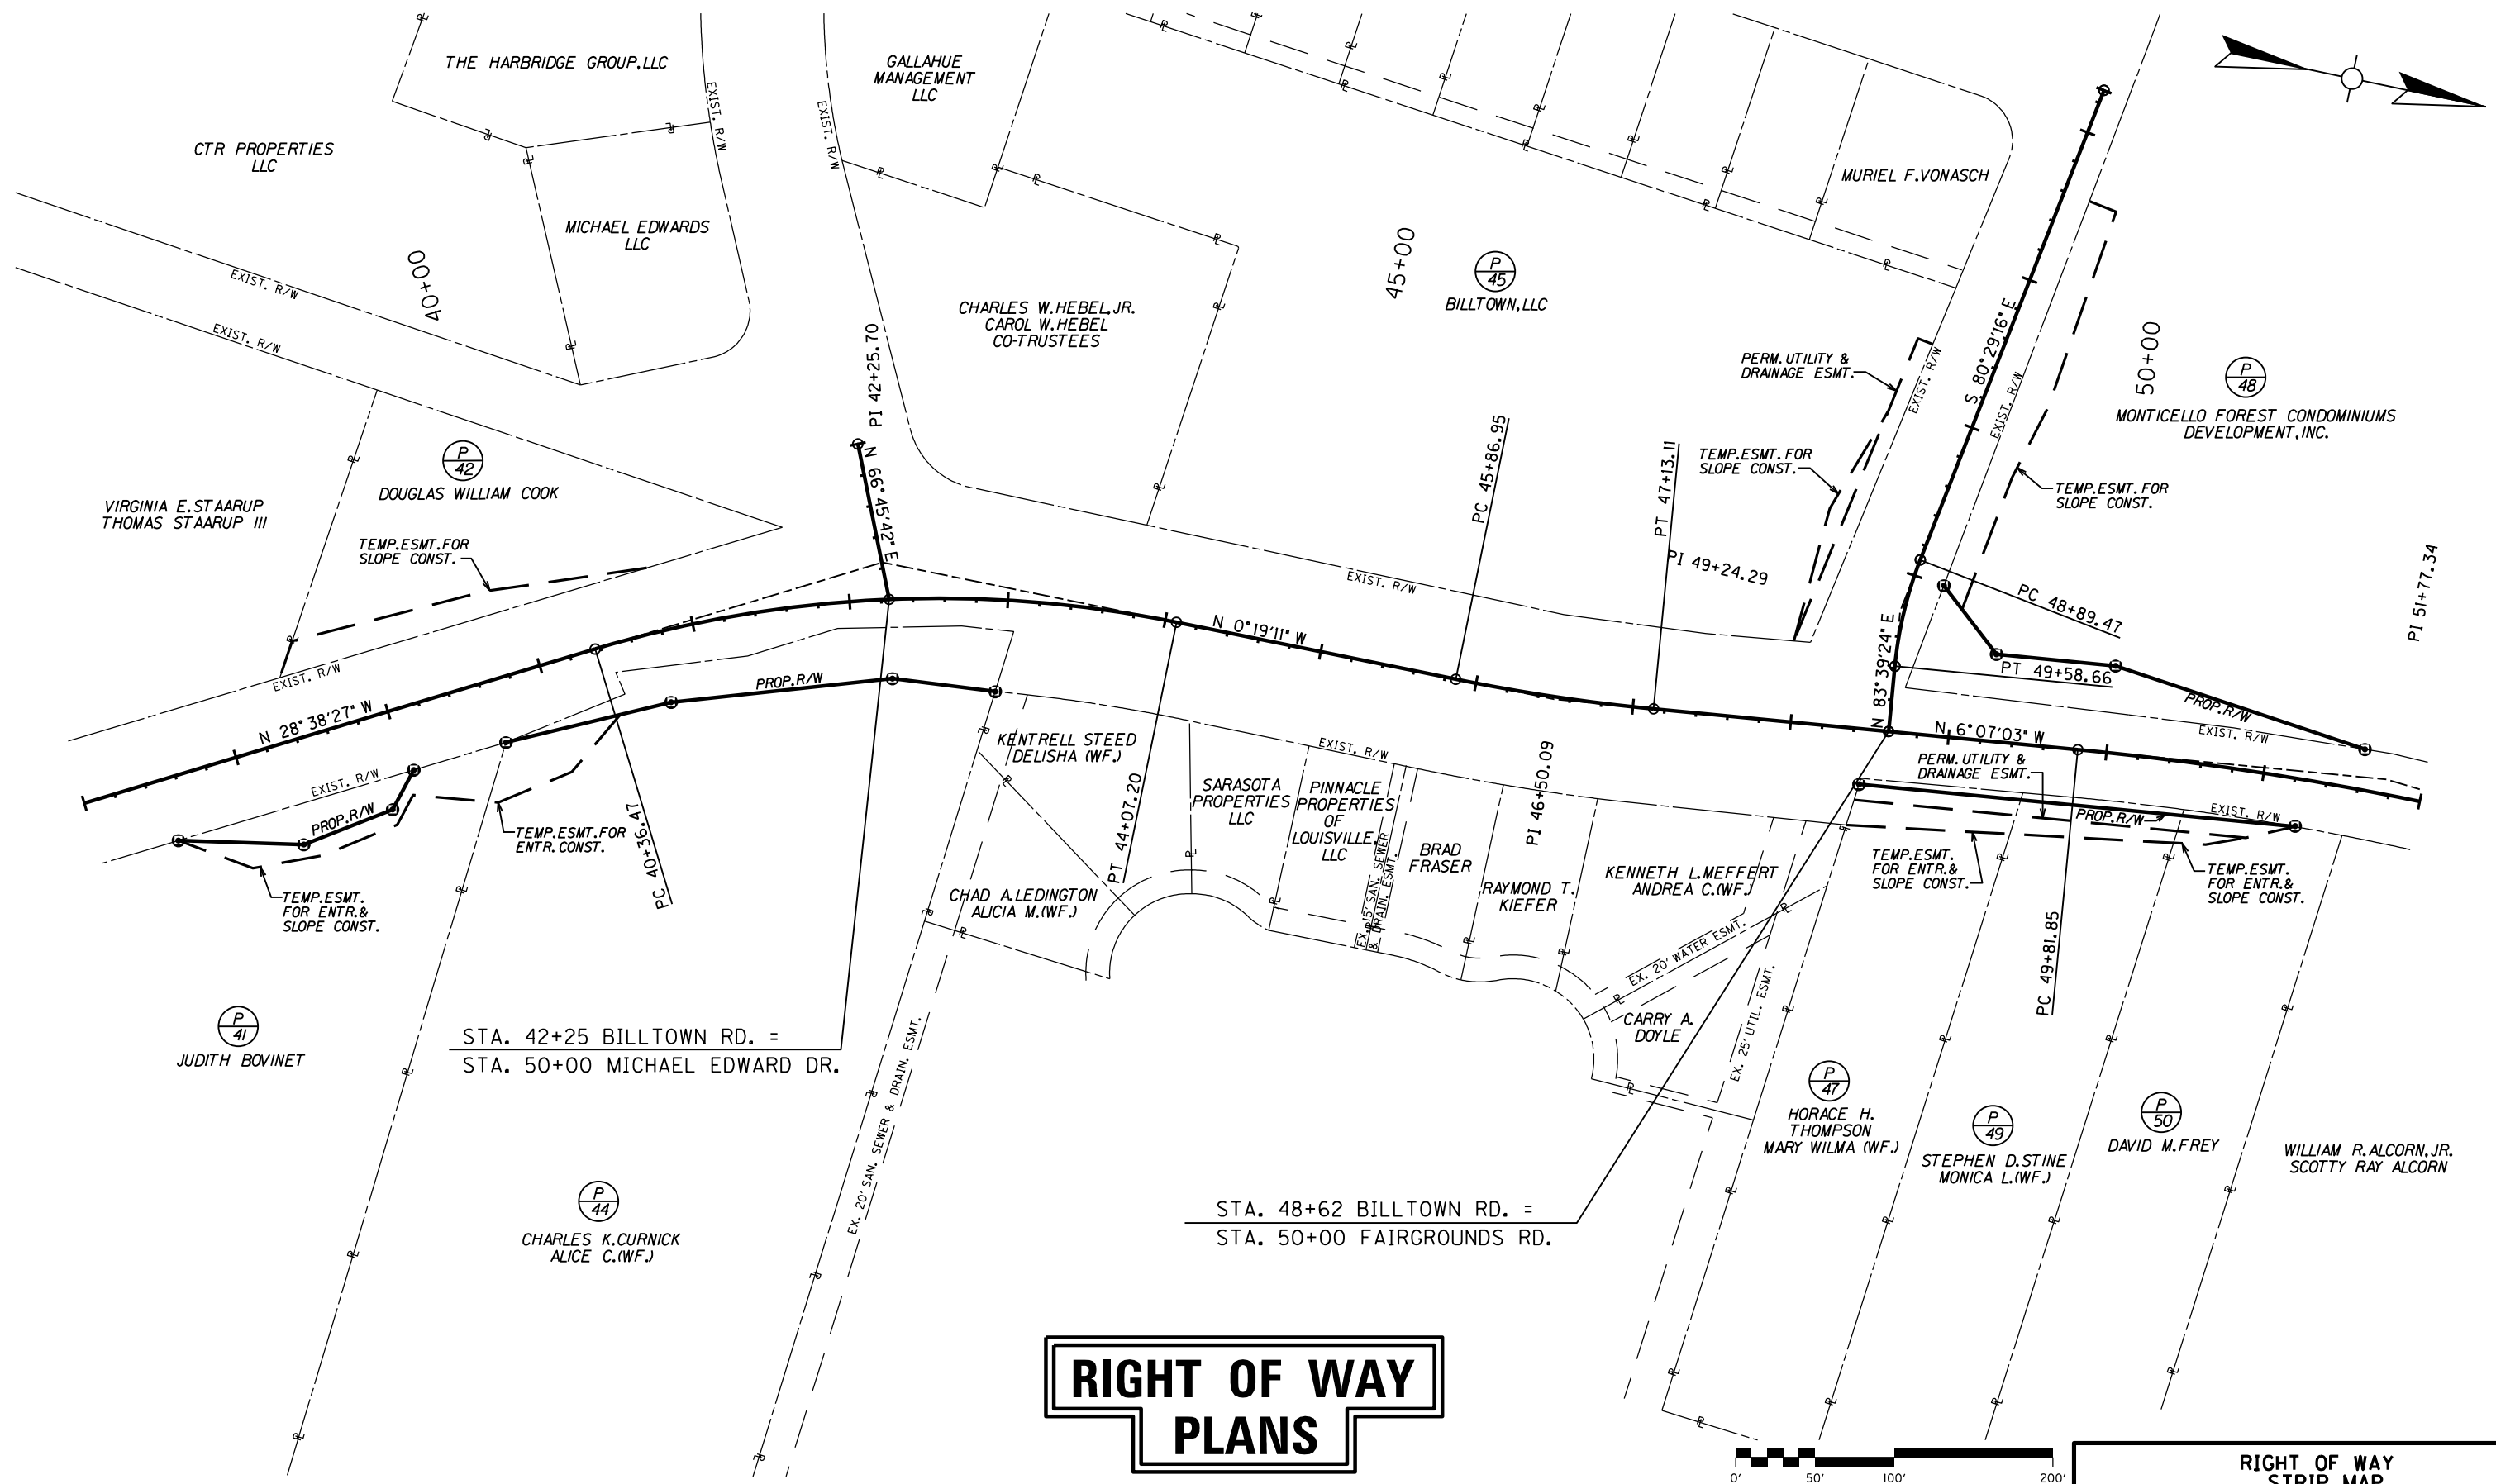 THE HARBRIDGE GROUP, LLC
GALLAHUE
MANAGEMENT
LLC
EXIST. R/W
EXIST. R/W
CTR PROPERTIES
LLC
MICHAEL EDWARDS
LLC
MURIEL F. VONASCH
EXIST. R/W
EXIST. R/W
40+00
PI 42+25.70
CHARLES W. HEBEL, JR.
CAROL W. HEBEL
CO-TRUSTEES
45+00
P
45
BILLTOWN, LLC
S. 80°29'16" E
50+00
PERM. UTILITY &
DRAINAGE ESMT.
EXIST. R/W
EXIST. R/W
P
48
MONTICELLO FOREST CONDOMINIUMS
DEVELOPMENT, INC.
P
42
DOUGLAS WILLIAM COOK
VIRGINIA E. STAARUP
THOMAS STAARUP III
TEMP. ESMT. FOR
SLOPE CONST.
N 66°45'42" E
PC 45+86.95
PT 47+13.11
TEMP. ESMT. FOR
SLOPE CONST.
TEMP. ESMT. FOR
SLOPE CONST.
PI 49+24.29
PI 51+77.34
EXIST. R/W
PC 48+89.47
N 0°19'11" W
N 83°39'24" E
PT 49+58.66
EXIST. R/W
N 28°38'27" W
PROP. R/W
PROP. R/W
N 6°07'03" W
EXIST. R/W
EXIST. R/W
PROP. R/W
EXIST. R/W
KENTRELL STEED
DELISHA (WF.)
PT 44+07.20
SARASOTA
PROPERTIES
LLC
PINNACLE
PROPERTIES
OF
LOUISVILLE,
LLC
EX. 15' SAN. SEWER
& DRAIN. ESMT.
PI 46+50.09
PERM. UTILITY &
DRAINAGE ESMT.
PROP. R/W
EXIST. R/W
TEMP. ESMT. FOR
ENTR. CONST.
PC 40+36.47
BRAD
FRASER
RAYMOND T.
KIEFER
KENNETH L. MEFFERT
ANDREA C. (WF.)
TEMP. ESMT.
FOR ENTR. &
SLOPE CONST.
TEMP. ESMT.
FOR ENTR. &
SLOPE CONST.
TEMP. ESMT.
FOR ENTR. &
SLOPE CONST.
CHAD A. LEDINGTON
ALICIA M. (WF.)
EX. 20' WATER ESMT.
PC 49+81.85
P
41
JUDITH BOVINET
STA. 42+25 BILLTOWN RD. =
STA. 50+00 MICHAEL EDWARD DR.
EX. 20' SAN. SEWER & DRAIN. ESMT.
CARRY A.
DOYLE
EX. 25' UTIL. ESMT.
P
47
HORACE H.
THOMPSON
MARY WILMA (WF.)
P
49
STEPHEN D. STINE
MONICA L. (WF.)
P
50
DAVID M. FREY
WILLIAM R. ALCORN, JR.
SCOTTY RAY ALCORN
P
44
CHARLES K. CURNICK
ALICE C. (WF.)
STA. 48+62 BILLTOWN RD. =
STA. 50+00 FAIRGROUNDS RD.
RIGHT OF WAY
PLANS
0' 50' 100' 200'
RIGHT OF WAY
STRIP MAP